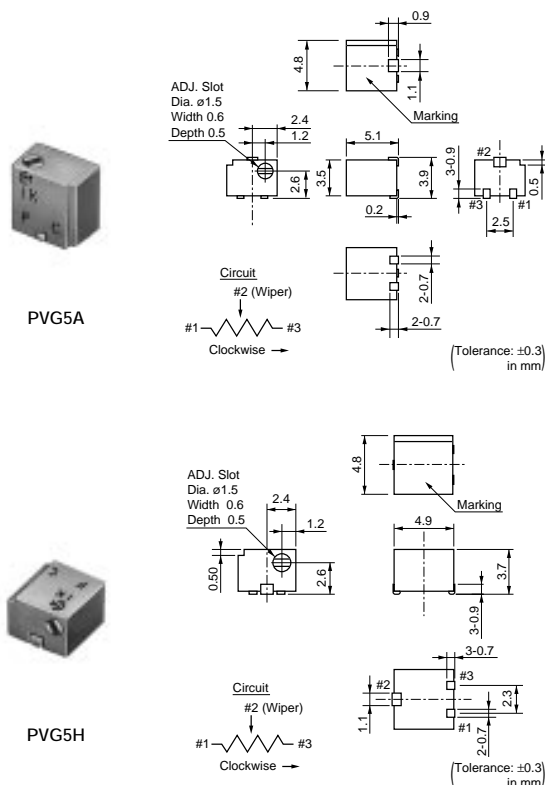 0.9
4.8
1.1
Marking
ADJ. Slot
Dia. ø1.5
Width 0.6
Depth 0.5
2.4
1.2
2.6
5.1
3.5
3.9
0.2
3-0.9
#2
0.5
#3
#1
2.5
2-0.7
2-0.7
Circuit
#2 (Wiper)
#1
#3
Clockwise
PVG5A
(Tolerance: ±0.3
in mm)
4.8
Marking
ADJ. Slot
Dia. ø1.5
Width 0.6
Depth 0.5
2.4
1.2
0.50
2.6
4.9
3.7
3-0.9
3-0.7
#3
#2
2.3
1.1
#1
2-0.7
Circuit
#2 (Wiper)
#1
#3
Clockwise
PVG5H
(Tolerance: ±0.3
in mm)